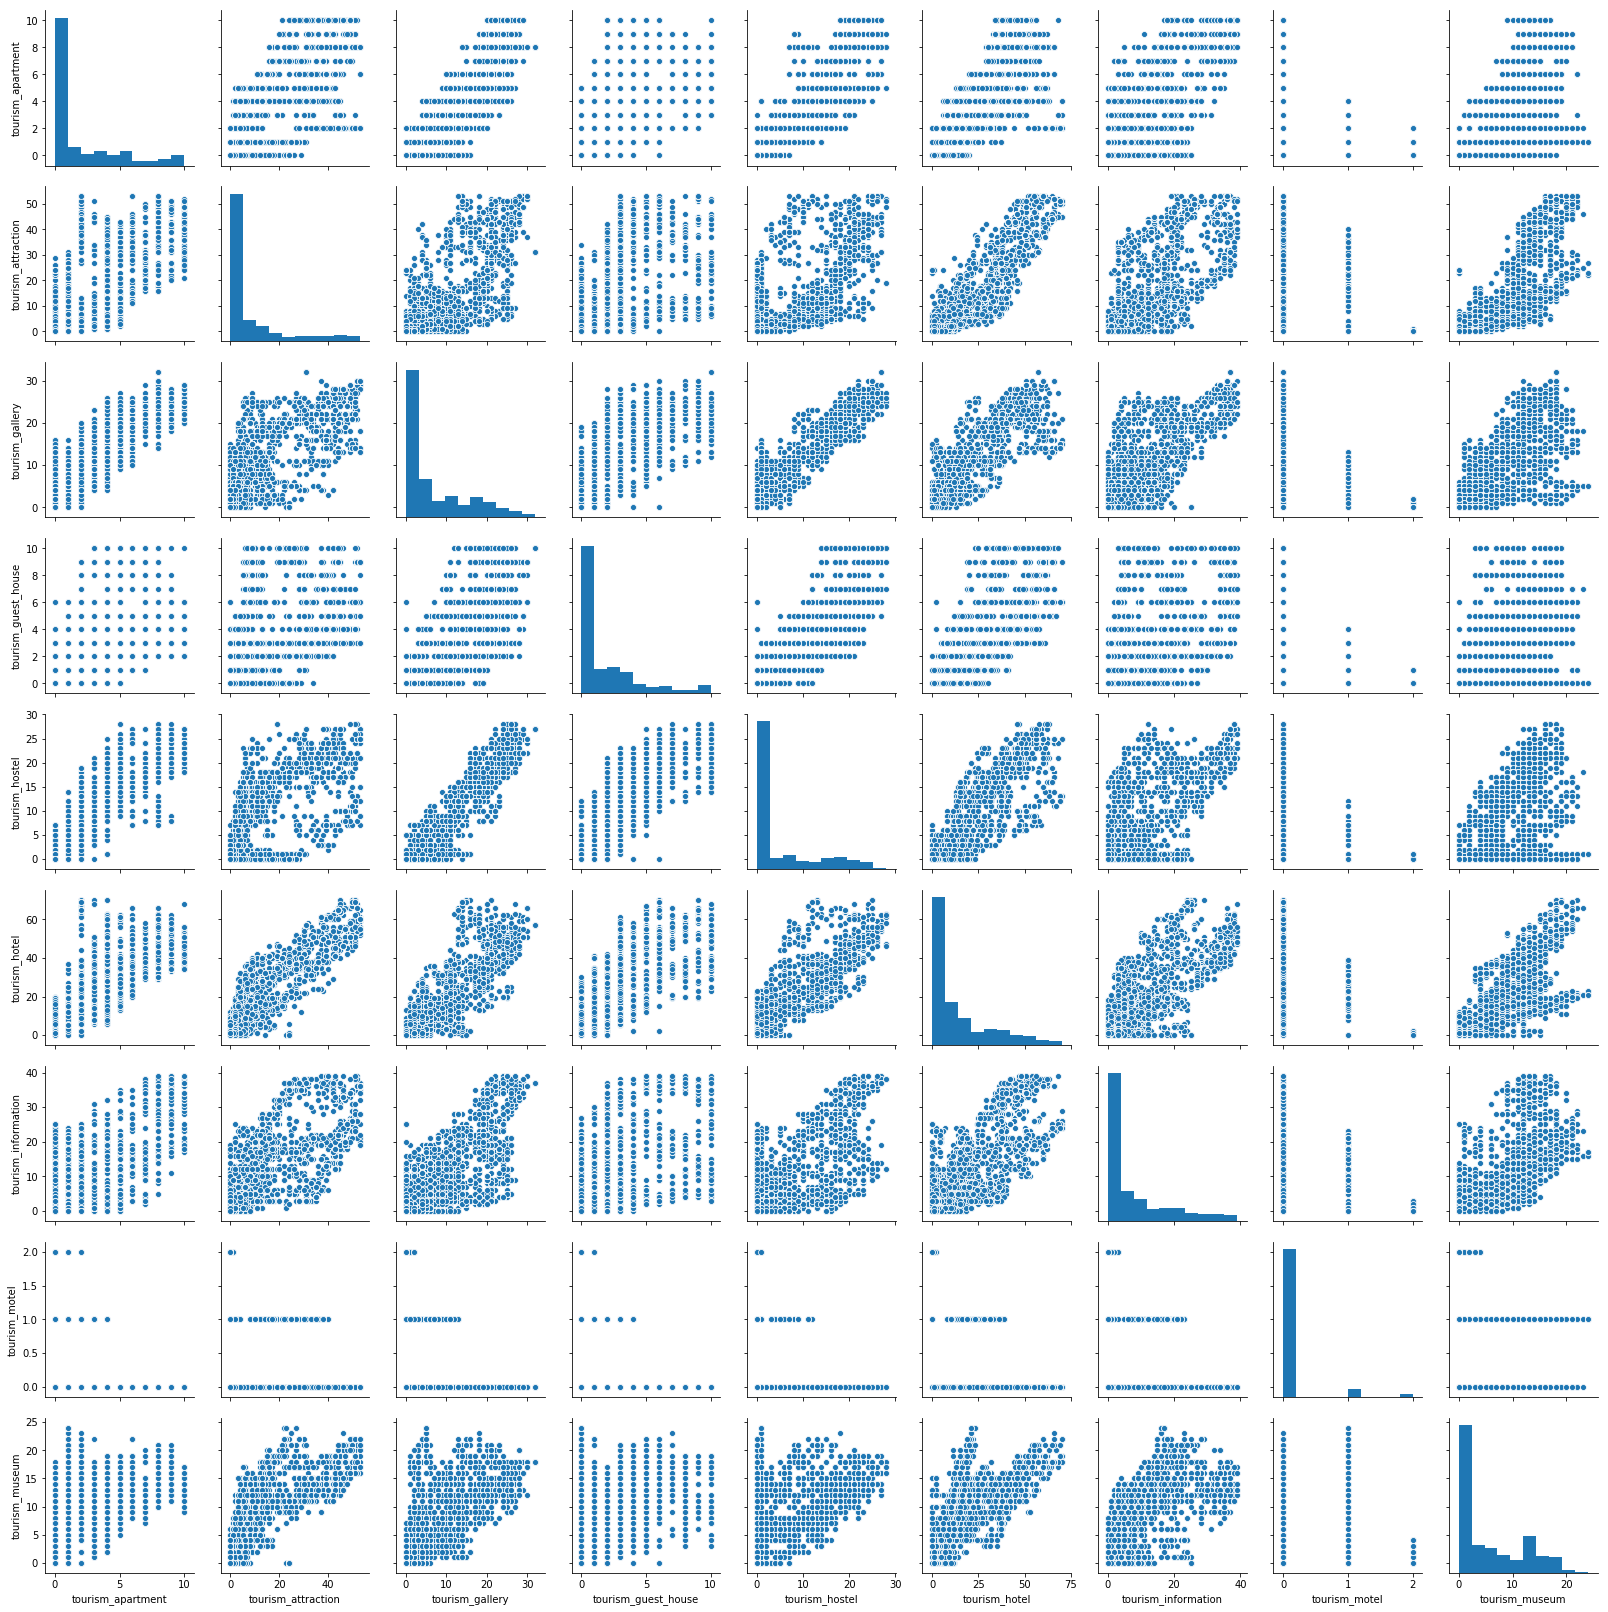 10
8
6
4
2
0
tourism_apartment
50
40
30
20
10
0
tourism_attraction
30
20
10
0
tourism_gallery
10
8
6
4
2
0
tourism_guest_house
30
25
20
15
10
5
0
tourism_hostel
60
40
20
0
tourism_hotel
40
30
20
10
0
tourism_information
2.0
1.5
1.0
0.5
0.0
tourism_motel
25
20
15
10
5
0
tourism_museum
0 5 10
0 20 40
0 10 20 30
0 5 10
0 10 20 30
0 25 50 75
0 20 40
0 1 2
0 10 20
tourism_apartment
tourism_attraction
tourism_gallery
tourism_guest_house
tourism_hostel
tourism_hotel
tourism_information
tourism_motel
tourism_museum